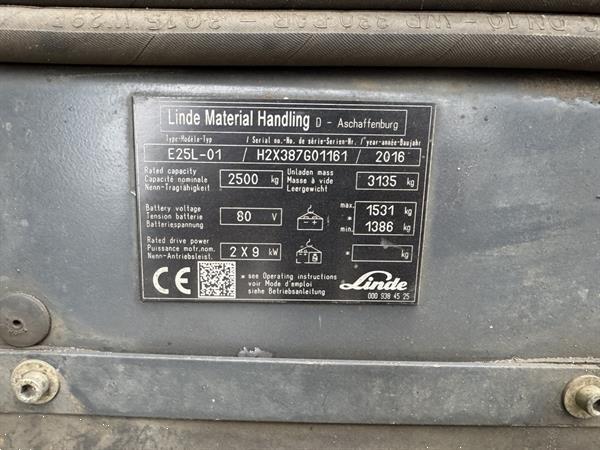 Linde Material Handling D - Aschaffenburg
Type-Modèle-Typ / Serial no.-No. de série-Serien-Nr. / year-année-Baujahr
E25L-01 / H2X387G01161 / 2016
Rated capacity
Capacité nominale
Nenn-Tragfähigkeit
2500 kg
Unladen mass
Masse à vide
Leergewicht
3135 kg
Battery voltage
Tension batterie
Batteriespannung
80 V
max. 1531 kg
*
min. 1386 kg
Rated drive power
Puissance motr.nom.
Nenn-Antriebsleist.
2 X 9 kW
* kg
CE
* see Operating instructions
voir Mode d'emploi
siehe Betriebsanleitung
Linde
000 938 45 25